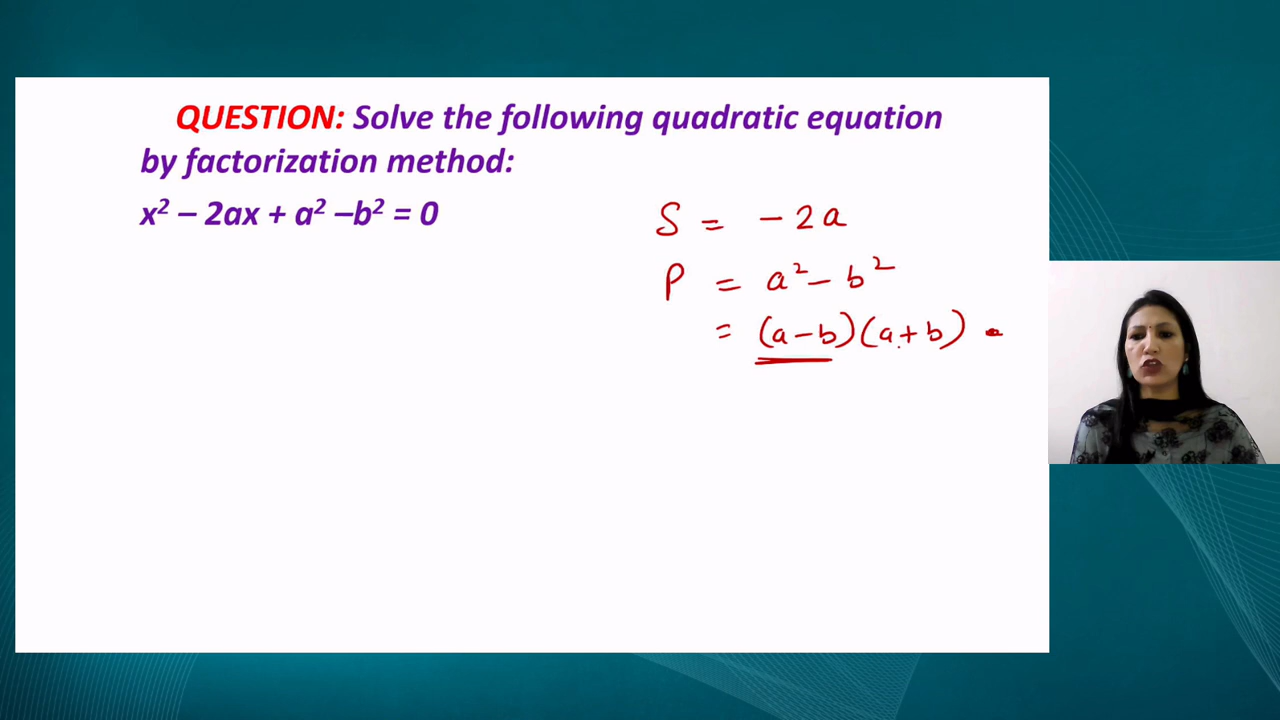 QUESTION: Solve the following quadratic equation
by factorization method:
x² – 2ax + a² –b² = 0
S = - 2a
P = a² - b²
= (a - b)(a + b)